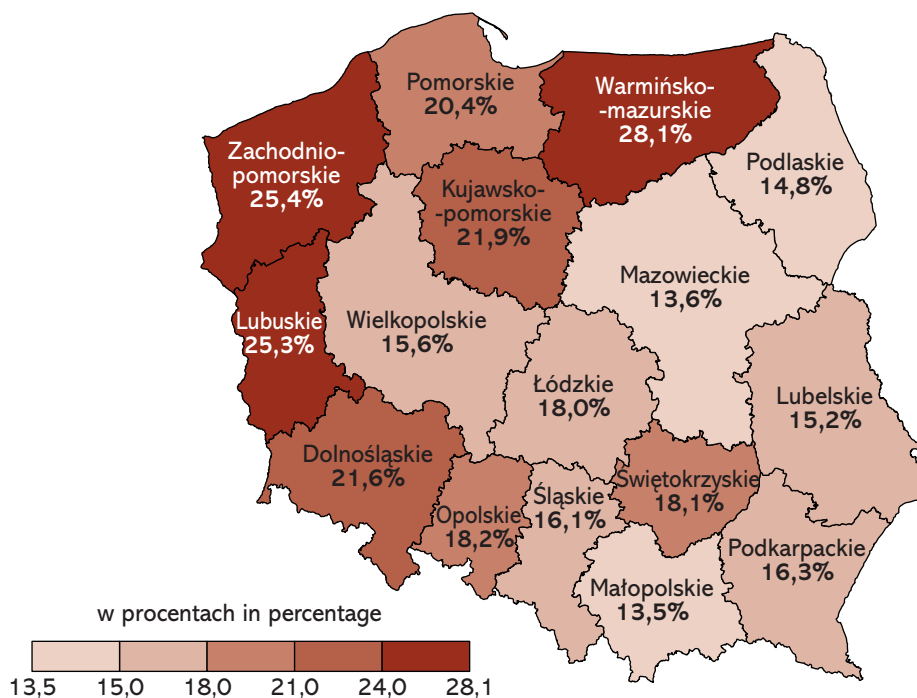 Pomorskie
20,4%
Warmińsko-
-mazurskie
28,1%
Zachodnio-
pomorskie
25,4%
Podlaskie
14,8%
Kujawsko-
-pomorskie
21,9%
Mazowieckie
13,6%
Lubuskie
25,3%
Wielkopolskie
15,6%
Łódzkie
18,0%
Lubelskie
15,2%
Dolnośląskie
21,6%
Opolskie
18,2%
Śląskie
16,1%
Świętokrzyskie
18,1%
Podkarpackie
16,3%
Małopolskie
13,5%
w procentach in percentage
13,5 15,0 18,0 21,0 24,0 28,1